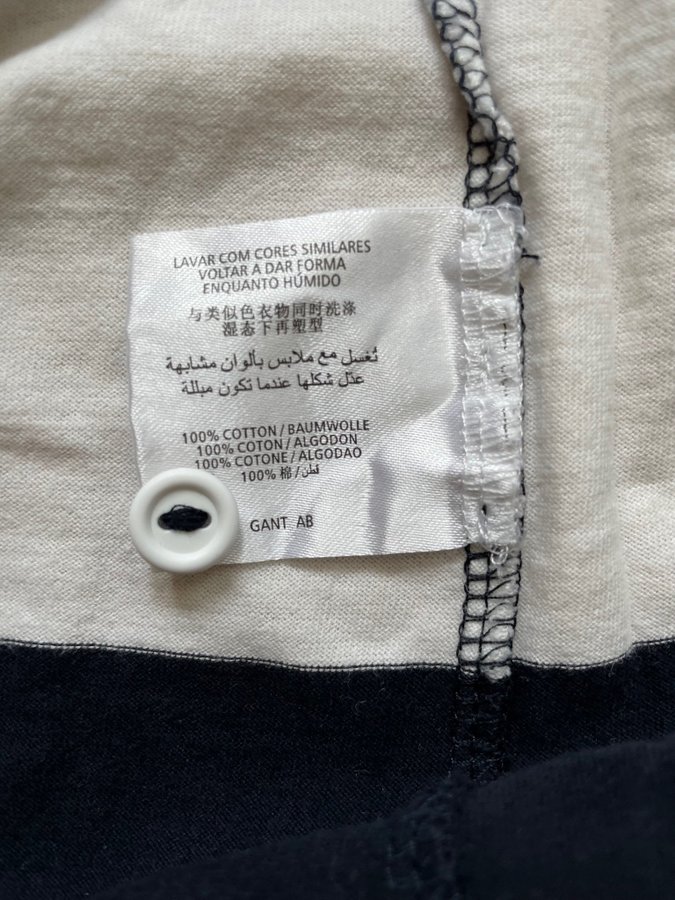 LAVAR COM CORES SIMILARES
VOLTAR A DAR FORMA
ENQUANTO HÚMIDO
与类似色衣物同时洗涤
湿态下再塑型
تُغسل مع ملابس بألوان مشابهة
عدّل شكلها عندما تكون مبللة
100% COTTON / BAUMWOLLE
100% COTON / ALGODON
100% COTONE / ALGODAO
100% 棉 / قطن
GANT AB